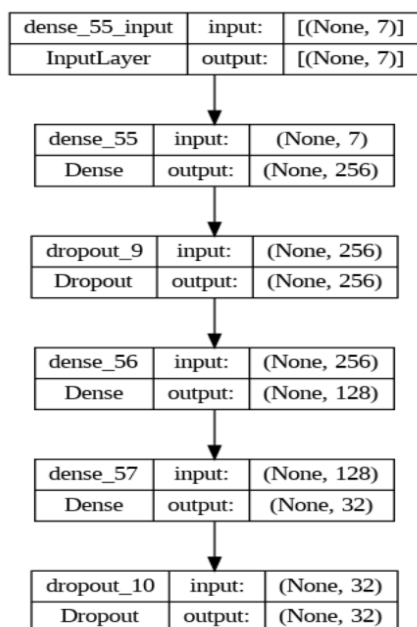 dense_55_input input: [(None, 7)]
InputLayer output: [(None, 7)]
dense_55 input: (None, 7)
Dense output: (None, 256)
dropout_9 input: (None, 256)
Dropout output: (None, 256)
dense_56 input: (None, 256)
Dense output: (None, 128)
dense_57 input: (None, 128)
Dense output: (None, 32)
dropout_10 input: (None, 32)
Dropout output: (None, 32)